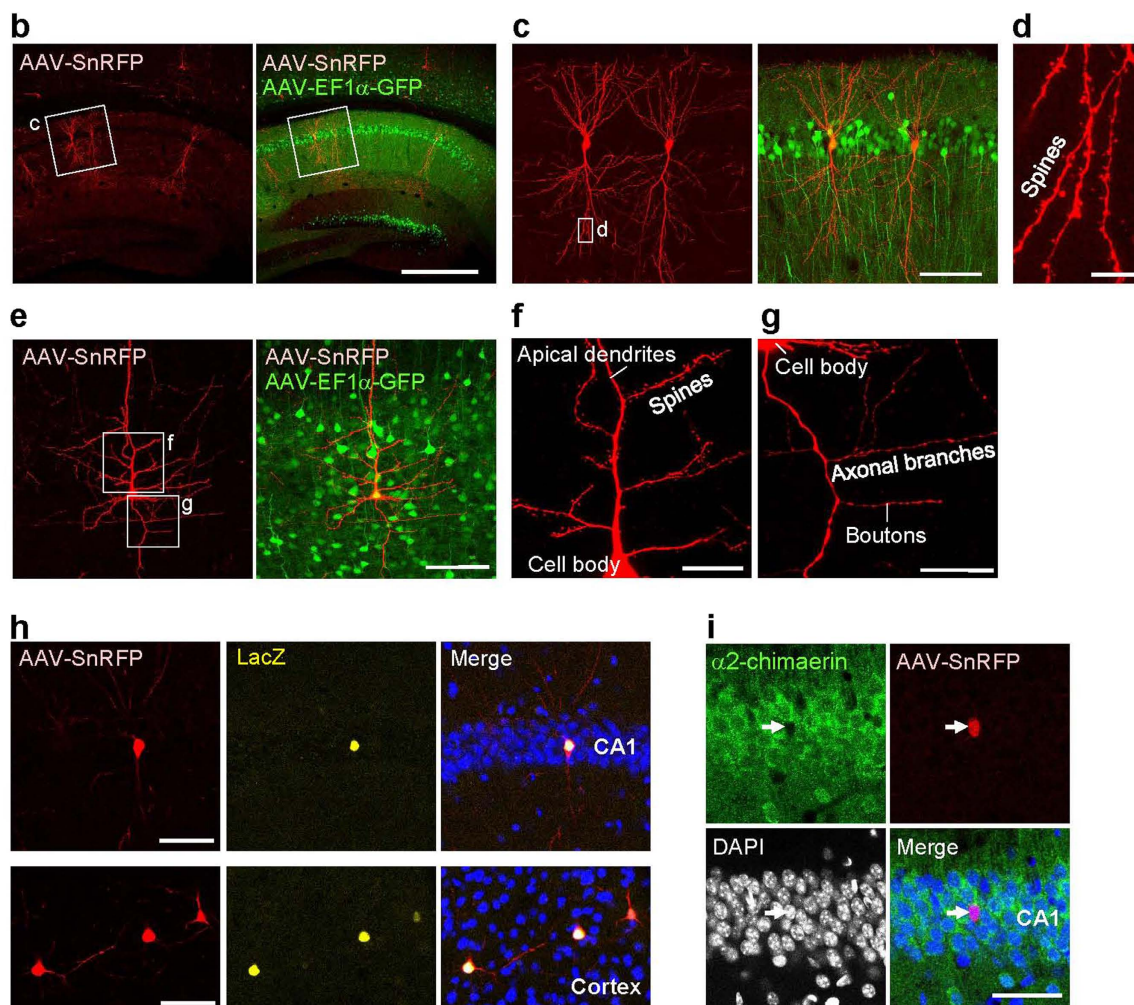 b
AAV-SnRFP
c
AAV-SnRFP
AAV-EF1α-GFP
c
d
d
Spines
e
AAV-SnRFP
f
g
AAV-SnRFP
AAV-EF1α-GFP
f
Apical dendrites
Spines
Cell body
g
Cell body
Axonal branches
Boutons
h
AAV-SnRFP
LacZ
Merge
CA1
Cortex
i
α2-chimaerin
AAV-SnRFP
DAPI
Merge
CA1